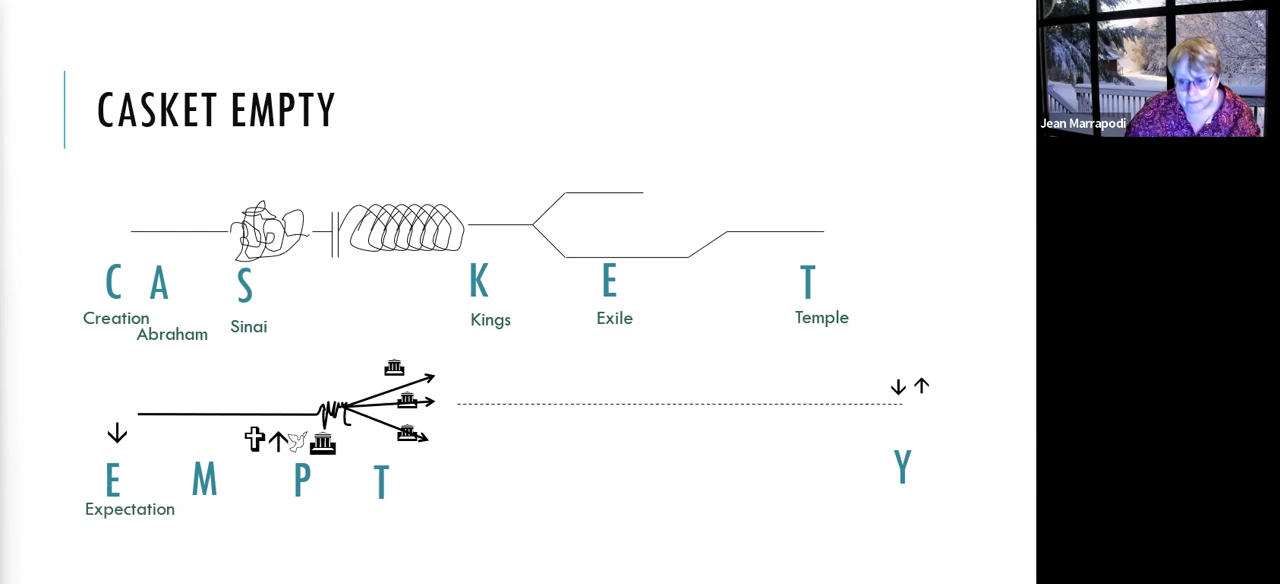 CASKET EMPTY
Jean Marrapodi
C A S K E T
Creation Abraham Sinai Kings Exile Temple
E M P T Y
Expectation